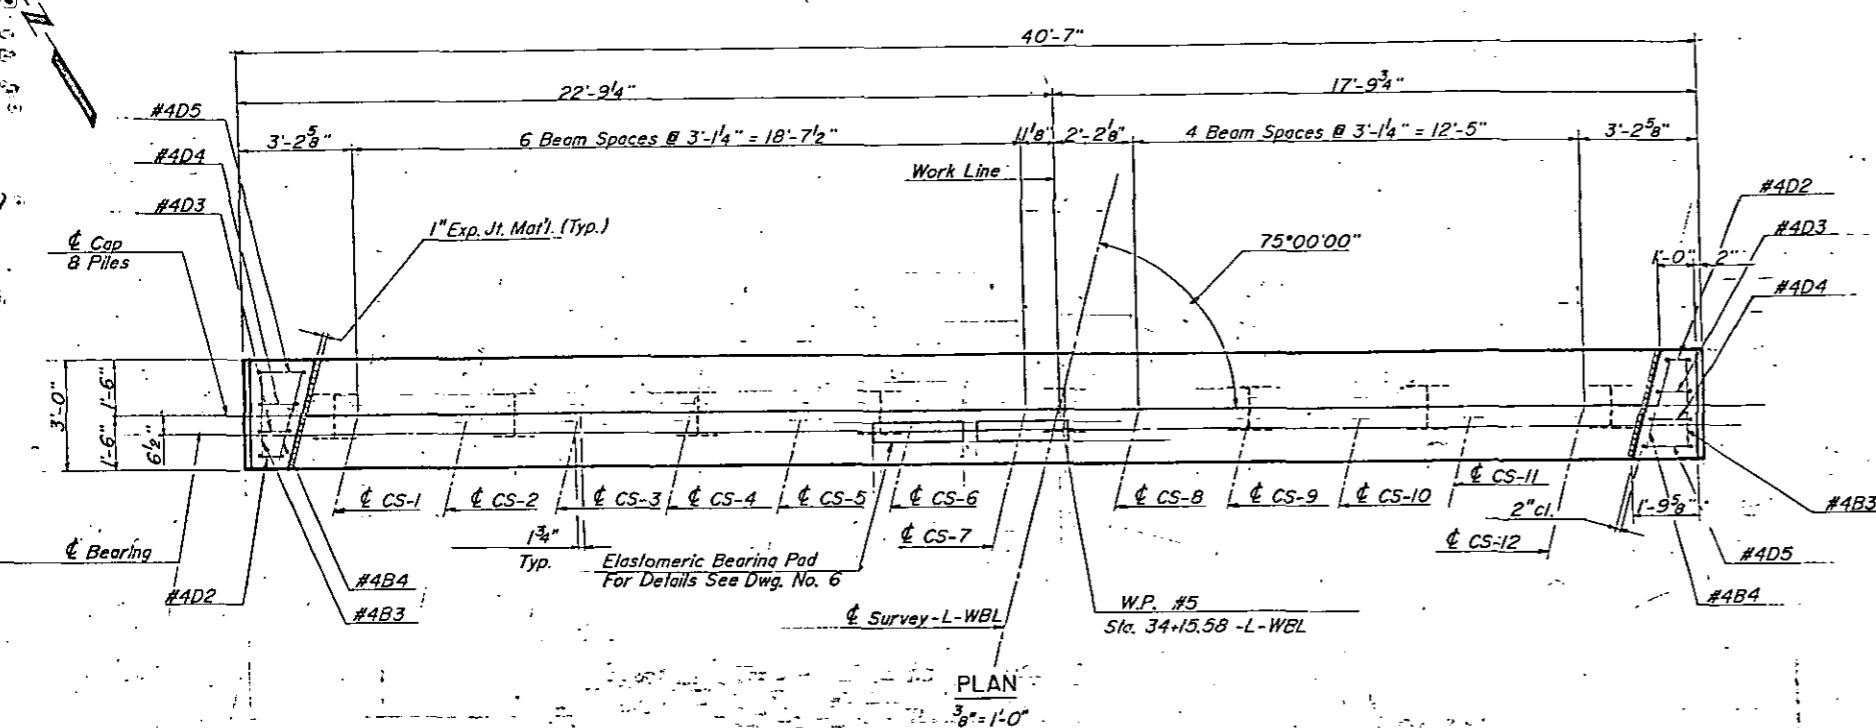 40'-7"
22'-9¼" 17'-9¾"
3'-2⅝" 6 Beam Spaces @ 3'-1¼" = 18'-7½" 11⅛" 2'-2⅛" 4 Beam Spaces @ 3'-1¼" = 12'-5" 3'-2⅝"
#4D5
#4D4
#4D3
Work Line
#4D2
#4D3
#4D4
1" Exp. Jt. Mat'l. (Typ.)
℄ Cap
& Piles
75°00'00"
1'-0" 2"
3'-0" 1'-6" 1'-6" 6½"
℄ CS-1 ℄ CS-2 ℄ CS-3 ℄ CS-4 ℄ CS-5 ℄ CS-6 ℄ CS-8 ℄ CS-9 ℄ CS-10 ℄ CS-11
℄ CS-7 ℄ CS-12
2" cl. 1'-9⅝" #4B3
1¾"
Typ.
℄ Bearing
Elastomeric Bearing Pad
For Details See Dwg. No. 6
#4D2
#4B4
#4B3
#4D5
#4B4
℄ Survey-L-WBL
W.P. #5
Sta. 34+15.58 -L-WBL
PLAN
⅜"=1'-0"